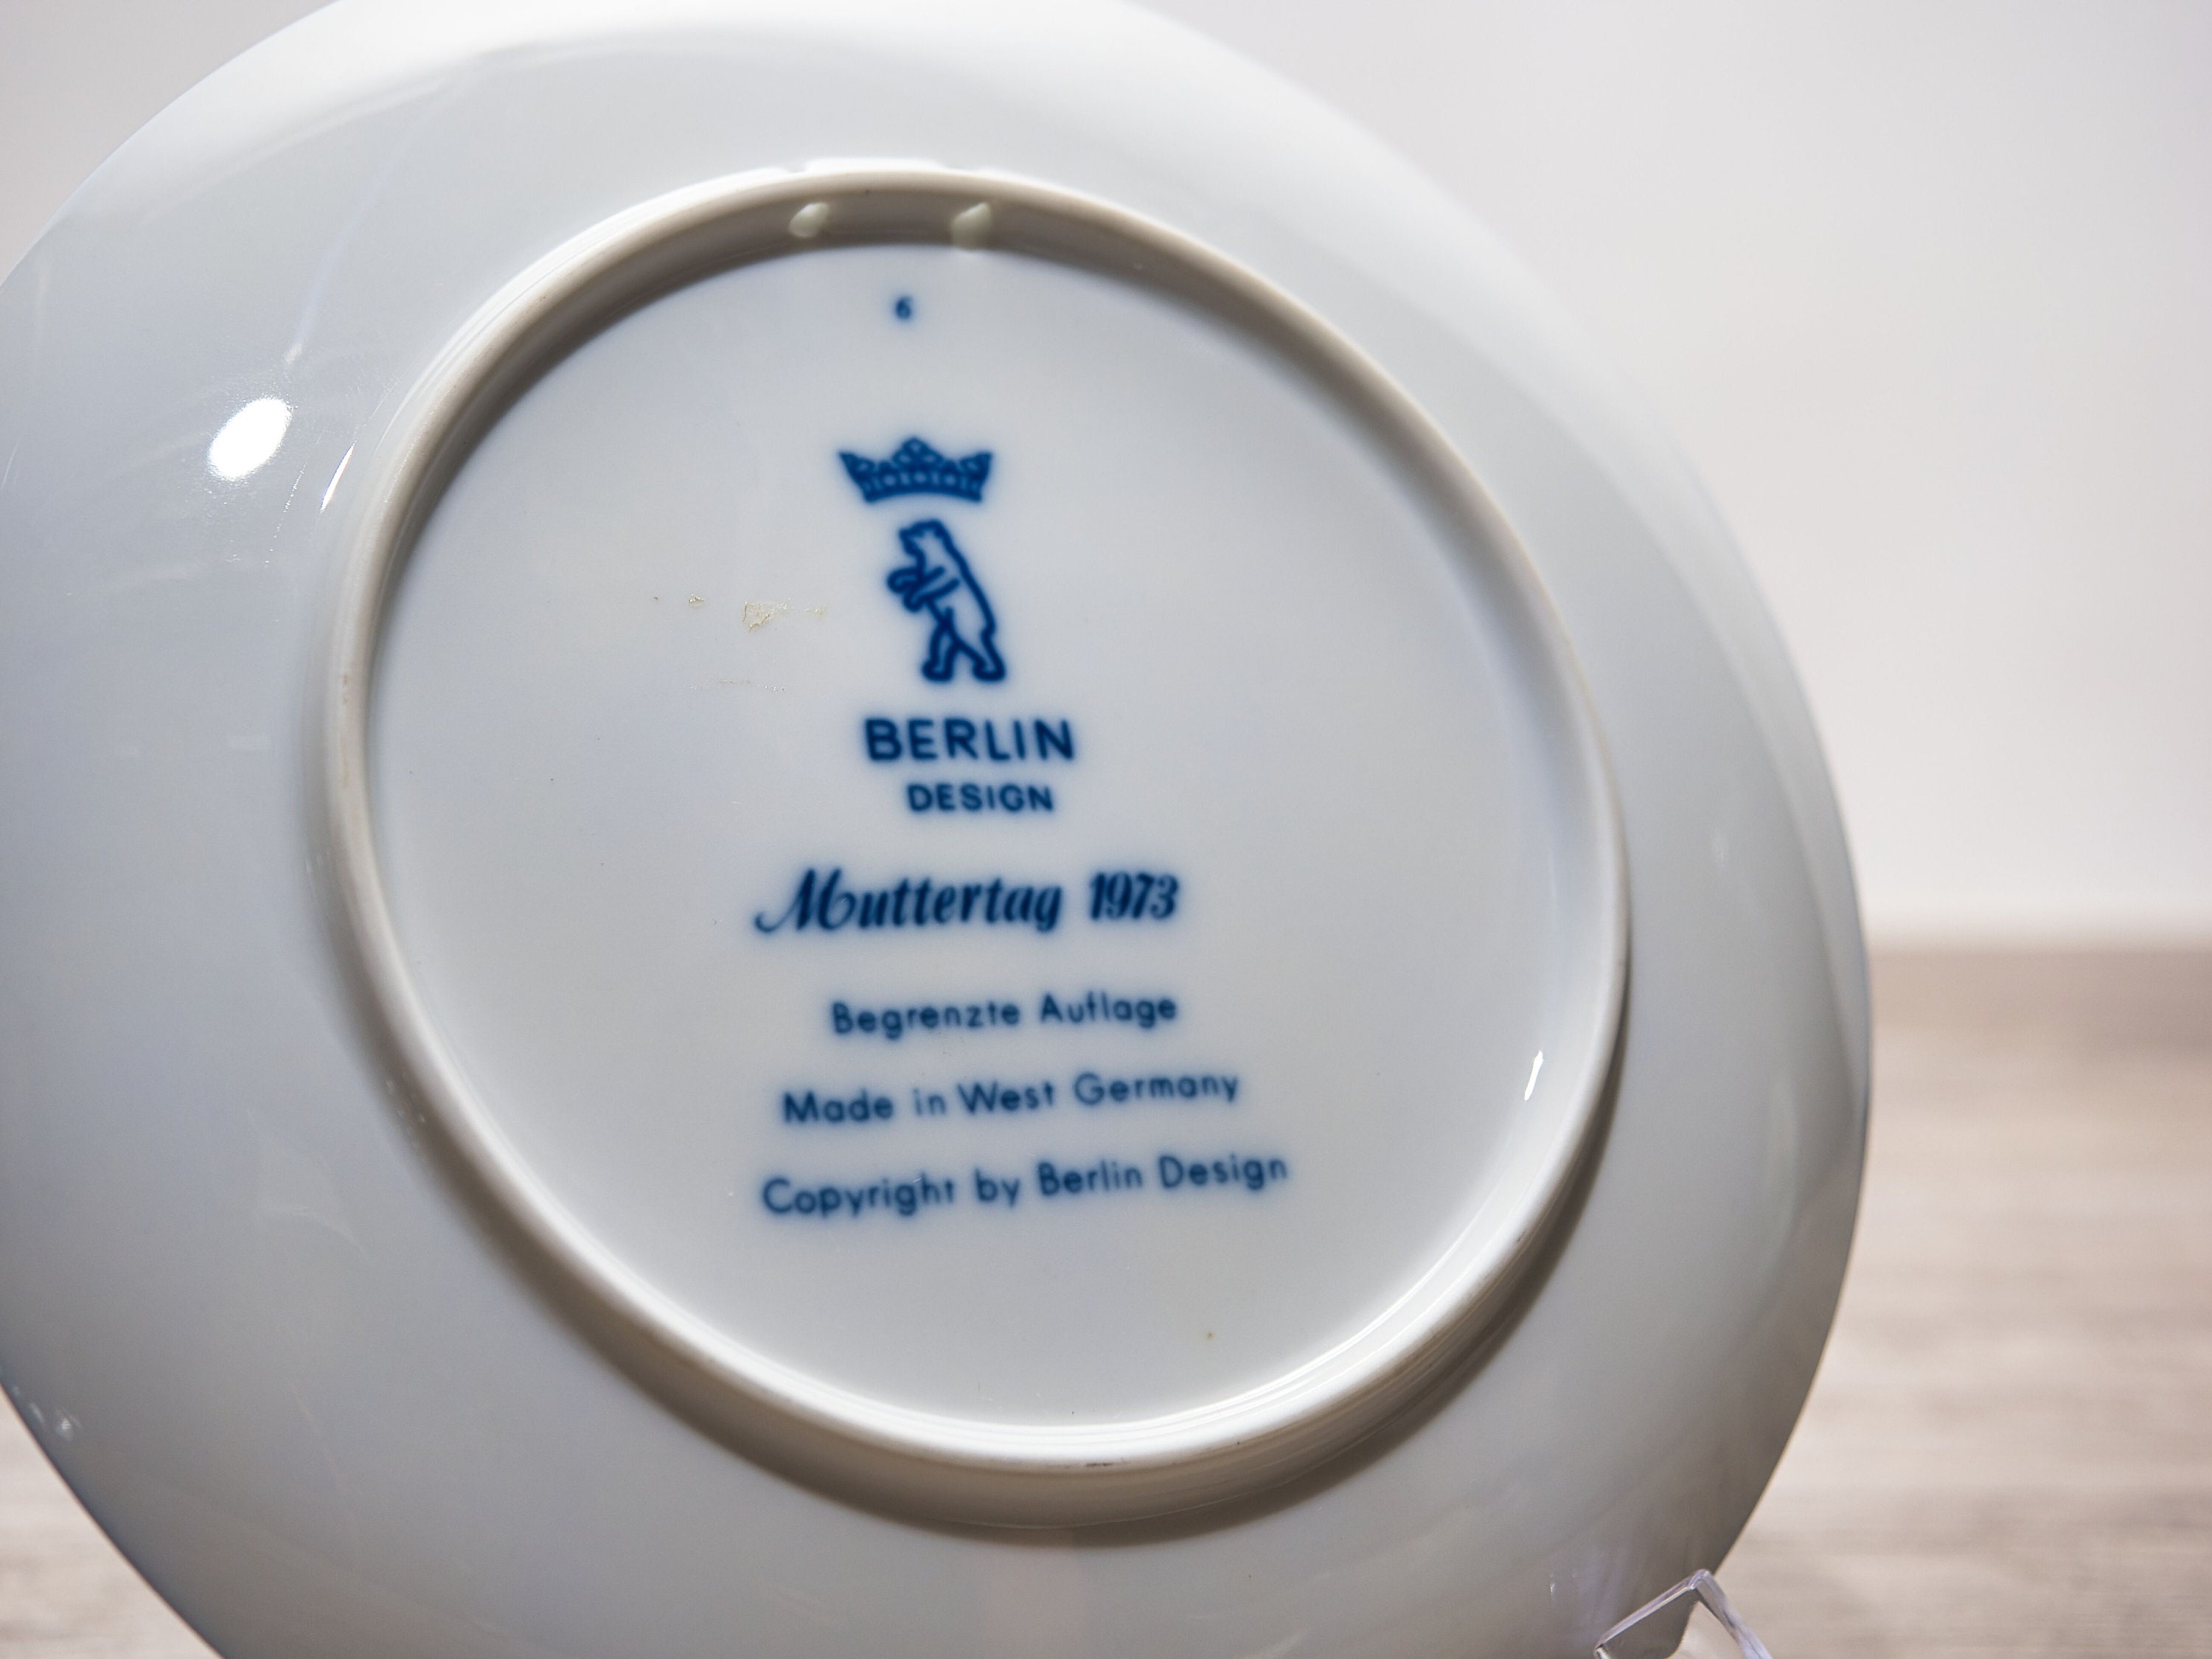 6
BERLIN
DESIGN
Muttertag 1973
Begrenzte Auflage
Made in West Germany
Copyright by Berlin Design